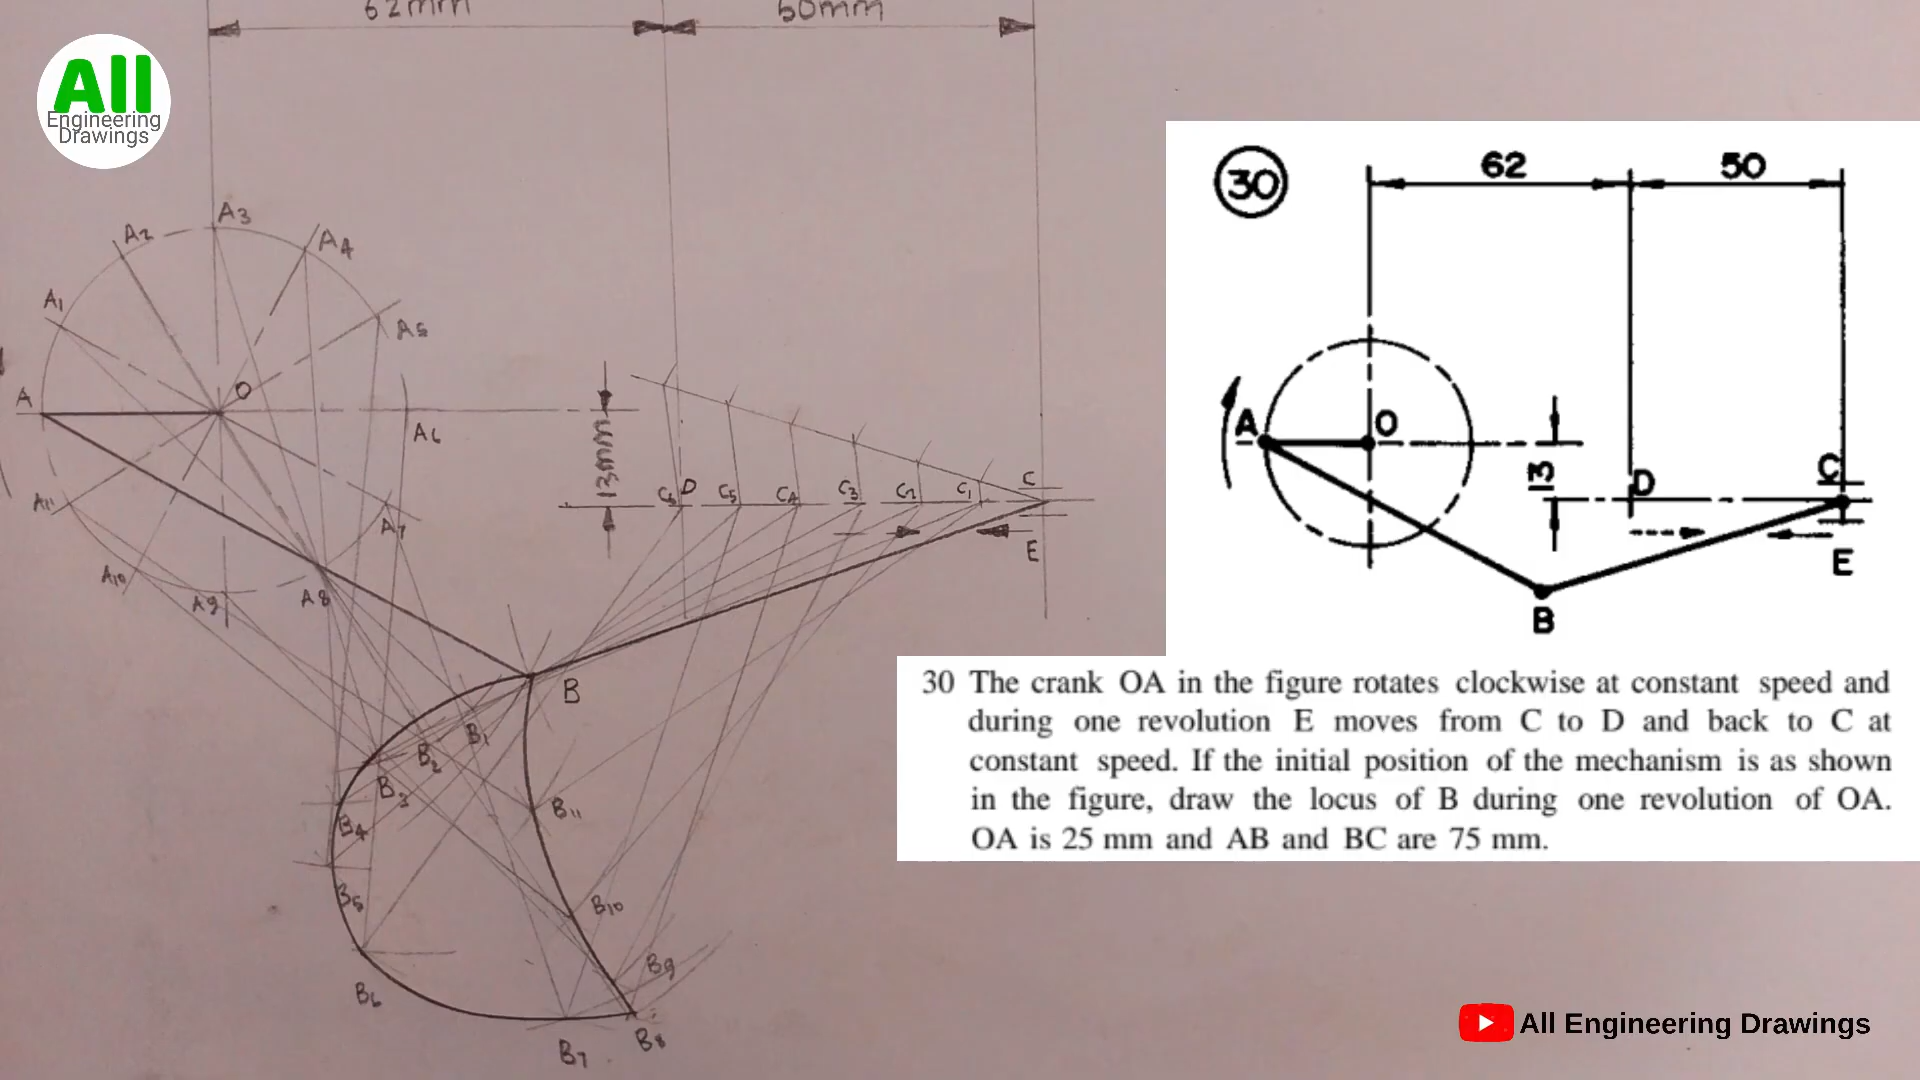 62mm
50mm
All
Engineering
Drawings
A3
A2
A4
A1
A5
O
A
A6
13mm
C6
D
C5
C4
C3
C2
C1
C
E
A11
A7
A10
A9
A8
B
B1
B2
B3
B11
B4
B5
B10
B9
B6
B8
B7
30
62
50
A
O
13
D
C
E
B
30 The crank OA in the figure rotates clockwise at constant speed and
during one revolution E moves from C to D and back to C at
constant speed. If the initial position of the mechanism is as shown
in the figure, draw the locus of B during one revolution of OA.
OA is 25 mm and AB and BC are 75 mm.
All Engineering Drawings